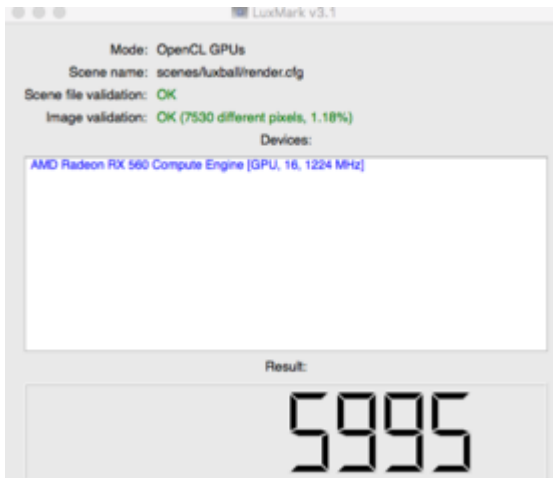 LuxMark v3.1
Mode: OpenCL GPUs
Scene name: scenes/luxball/render.cfg
Scene file validation: OK
Image validation: OK (7530 different pixels, 1.18%)
Devices:
AMD Radeon RX 560 Compute Engine [GPU, 16, 1224 MHz]
Result:
5995